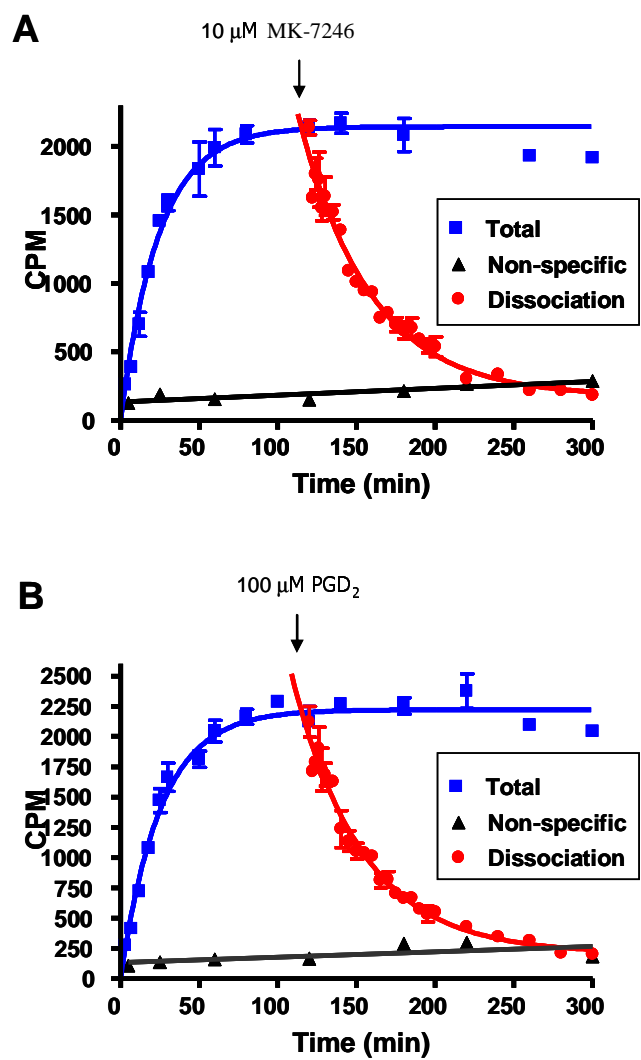 A
10 μM MK-7246
2000
1500
1000
500
0
CPM
Total
Non-specific
Dissociation
0 50 100 150 200 250 300
Time (min)
B
100 μM PGD₂
2500
2250
2000
1750
1500
1250
1000
750
500
250
0
CPM
Total
Non-specific
Dissociation
0 50 100 150 200 250 300
Time (min)